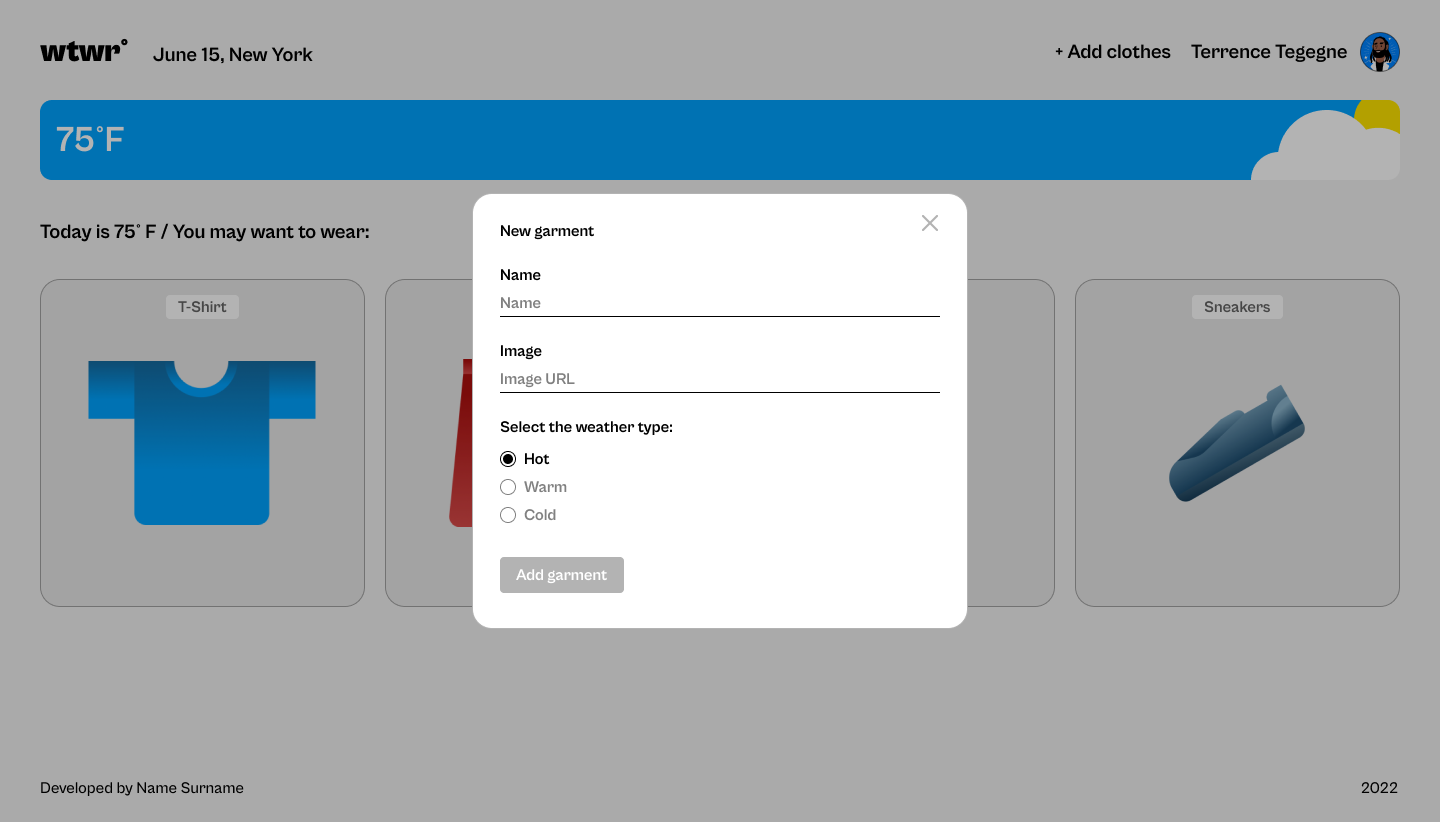 wtwr°
June 15, New York
+ Add clothes
Terrence Tegegne
75°F
Today is 75° F / You may want to wear:
T-Shirt
Sneakers
New garment
Name
Name
Image
Image URL
Select the weather type:
Hot
Warm
Cold
Add garment
Developed by Name Surname
2022